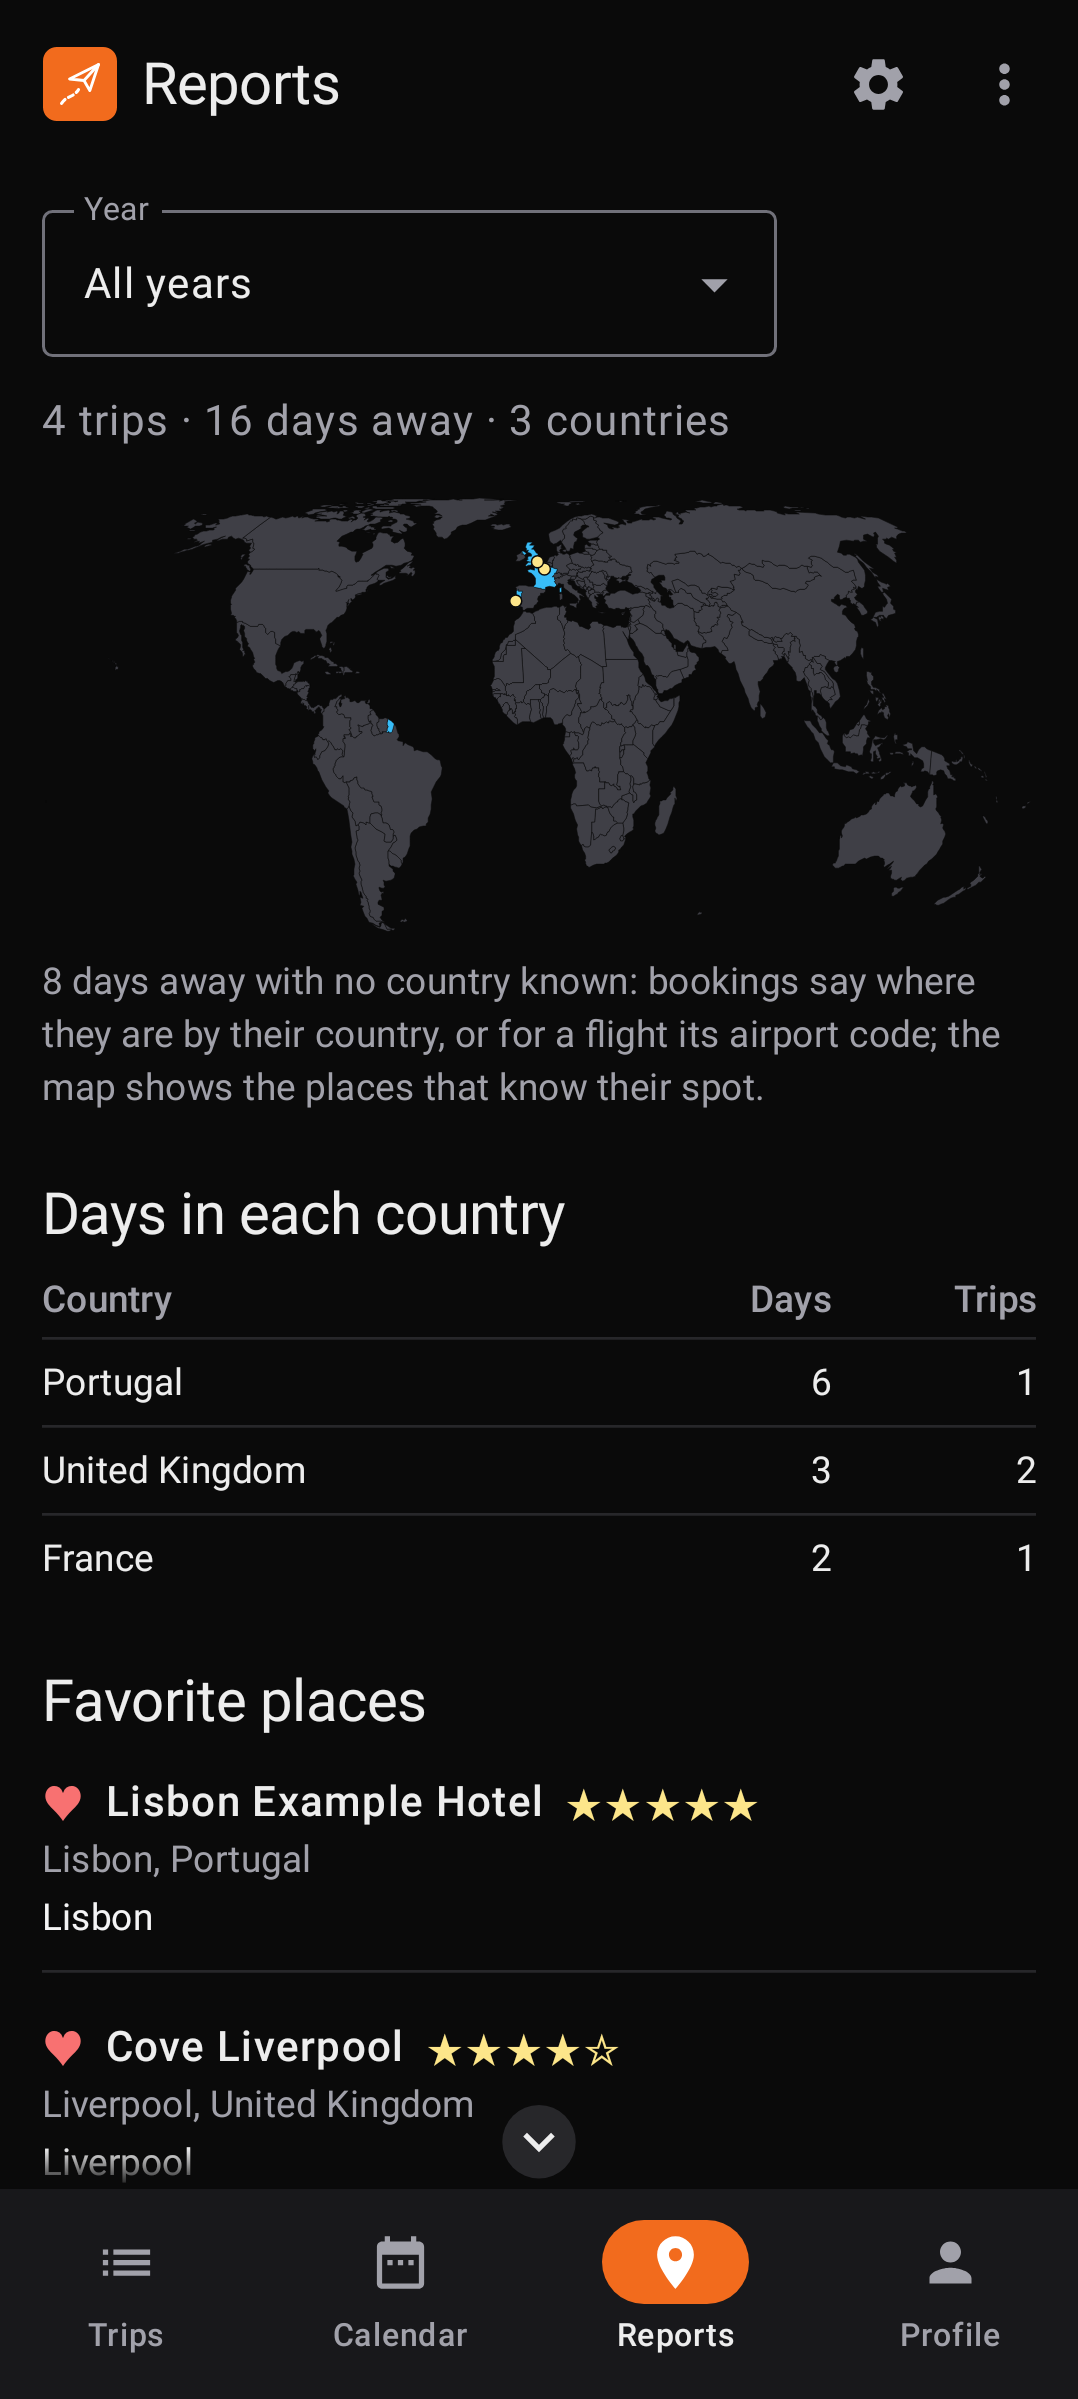 Reports
Year
All years
4 trips · 16 days away · 3 countries
8 days away with no country known: bookings say where
they are by their country, or for a flight its airport code; the
map shows the places that know their spot.
Days in each country
Country Days Trips
Portugal 6 1
United Kingdom 3 2
France 2 1
Favorite places
♥ Lisbon Example Hotel ★★★★★
Lisbon, Portugal
Lisbon
♥ Cove Liverpool ★★★★☆
Liverpool, United Kingdom
Liverpool
Trips Calendar Reports Profile